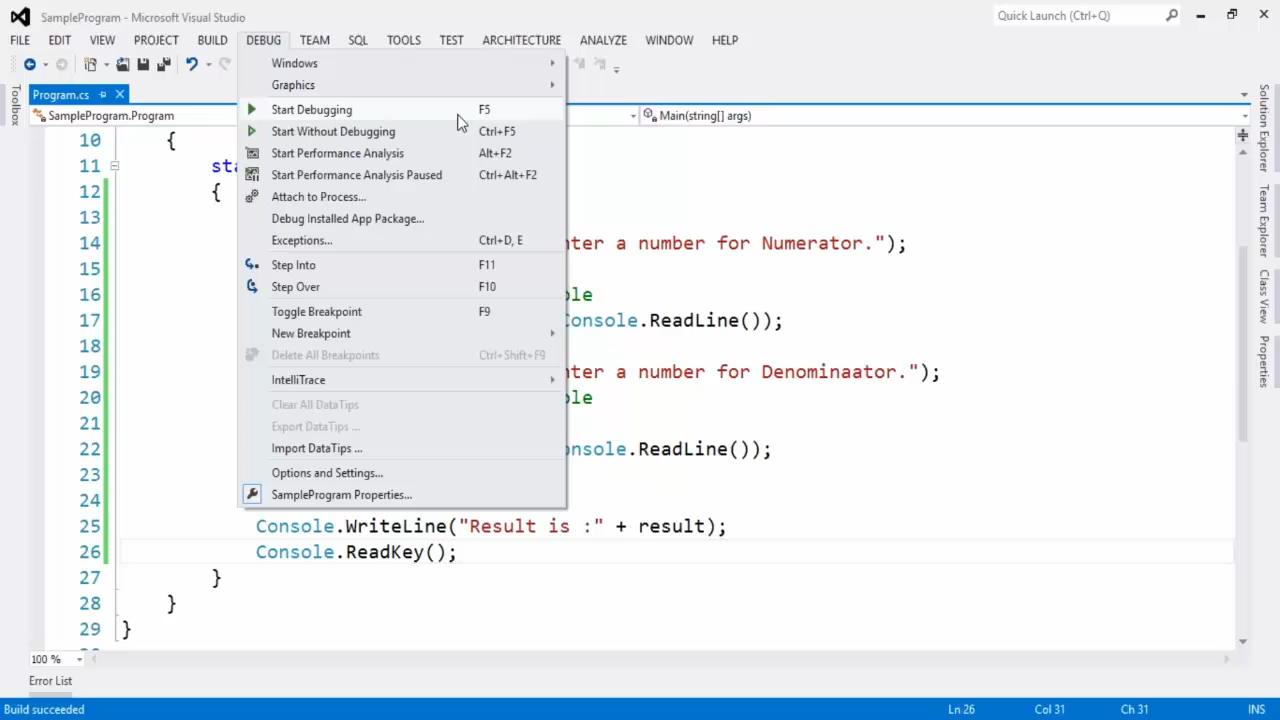 SampleProgram - Microsoft Visual Studio
Quick Launch (Ctrl+Q)
FILE EDIT VIEW PROJECT BUILD DEBUG TEAM SQL TOOLS TEST ARCHITECTURE ANALYZE WINDOW HELP
Program.cs
SampleProgram.Program
Main(string[] args)
Toolbox
Windows
Graphics
Start Debugging F5
Start Without Debugging Ctrl+F5
Start Performance Analysis Alt+F2
Start Performance Analysis Paused Ctrl+Alt+F2
Attach to Process...
Debug Installed App Package...
Exceptions... Ctrl+D, E
Step Into F11
Step Over F10
Toggle Breakpoint F9
New Breakpoint
Delete All Breakpoints Ctrl+Shift+F9
IntelliTrace
Clear All DataTips
Export DataTips ...
Import DataTips ...
Options and Settings...
SampleProgram Properties...
10 {
11 sta
12 {
13
14 nter a number for Numerator.");
15
16 ole
17 Console.ReadLine());
18
19 nter a number for Denominaator.");
20 ole
21
22 onsole.ReadLine());
23
24
25 Console.WriteLine("Result is :" + result);
26 Console.ReadKey();
27 }
28 }
29 }
Solution Explorer
Team Explorer
Class View
Properties
100 %
Error List
Build succeeded
Ln 26
Col 31
Ch 31
INS